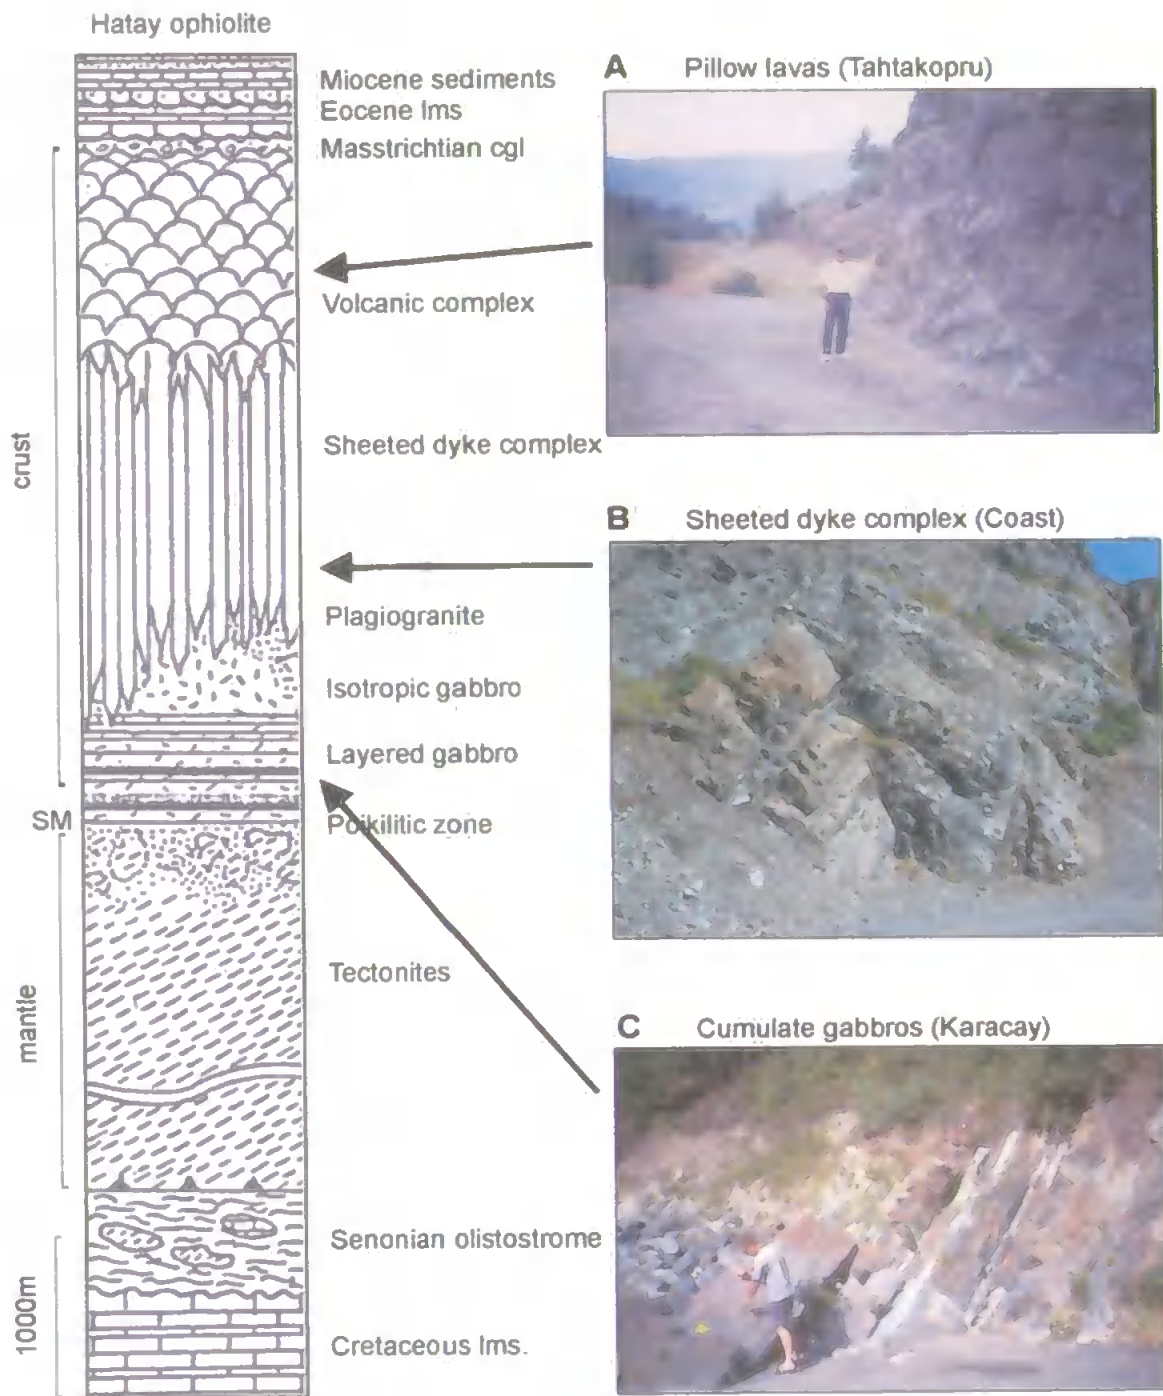 Hatay ophiolite
Miocene sediments
Eocene lms
Masstrichtian cgl
Volcanic complex
Sheeted dyke complex
Plagiogranite
Isotropic gabbro
Layered gabbro
Poikilitic zone
Tectonites
Senonian olistostrome
Cretaceous lms.
crust
SM
mantle
1000m
A Pillow lavas (Tahtakopru)
B Sheeted dyke complex (Coast)
C Cumulate gabbros (Karacay)